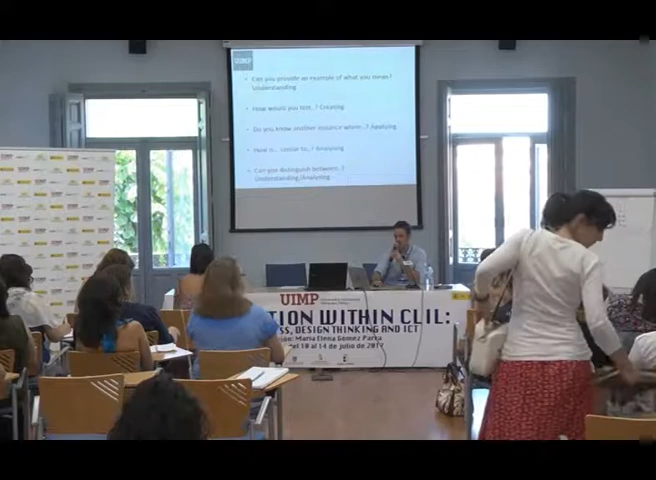 UIMP
• Can you provide an example of what you mean?
Understanding
• How would you test..? Creating
• Do you know another instance where..? Applying
• How is.. similar to..? Analysing
• Can you distinguish between..?
Understanding/Analysing
UIMP
TION WITHIN CLIL:
SS, DESIGN THINKING AND ICT
María Elena Gómez Parra
Del 10 al 14 de julio de 2017